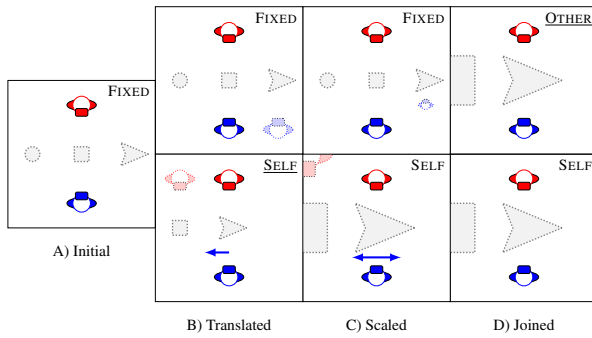 FIXED
FIXED
OTHER
FIXED
SELF
SELF
SELF
A) Initial
B) Translated
C) Scaled
D) Joined